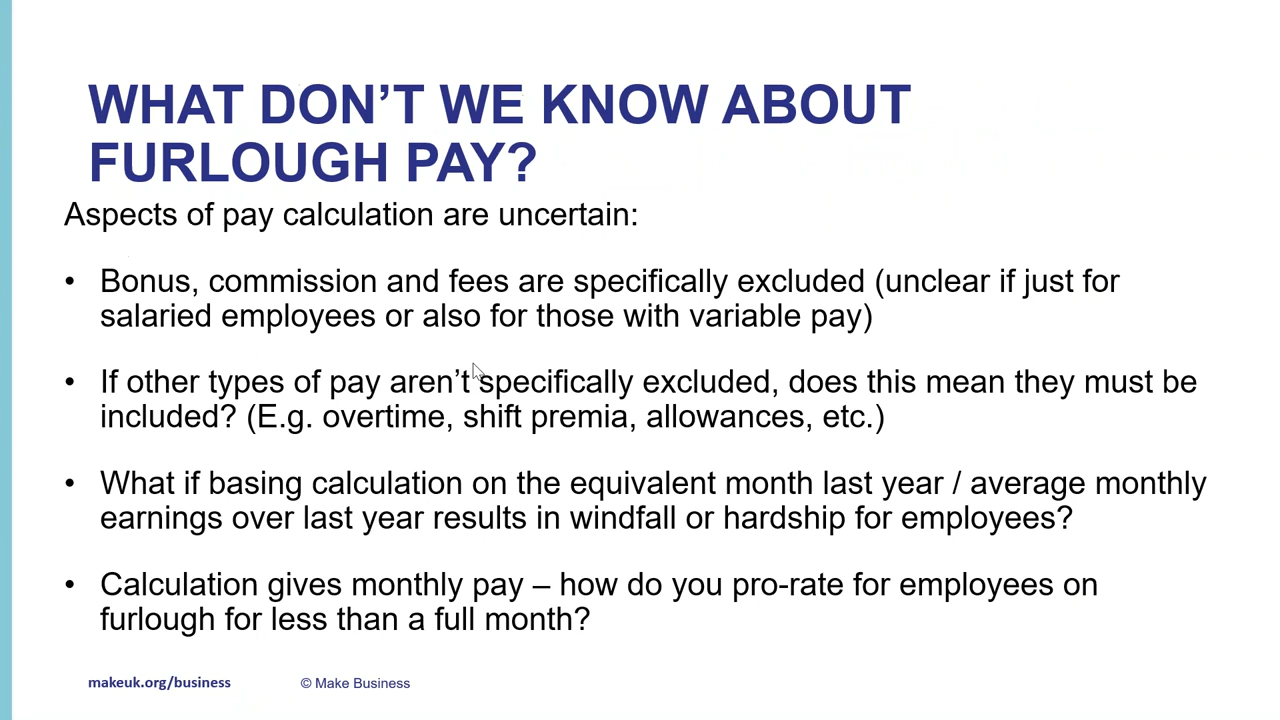 WHAT DON’T WE KNOW ABOUT
FURLOUGH PAY?
Aspects of pay calculation are uncertain:
• Bonus, commission and fees are specifically excluded (unclear if just for
salaried employees or also for those with variable pay)
• If other types of pay aren’t specifically excluded, does this mean they must be
included? (E.g. overtime, shift premia, allowances, etc.)
• What if basing calculation on the equivalent month last year / average monthly
earnings over last year results in windfall or hardship for employees?
• Calculation gives monthly pay – how do you pro-rate for employees on
furlough for less than a full month?
makeuk.org/business © Make Business